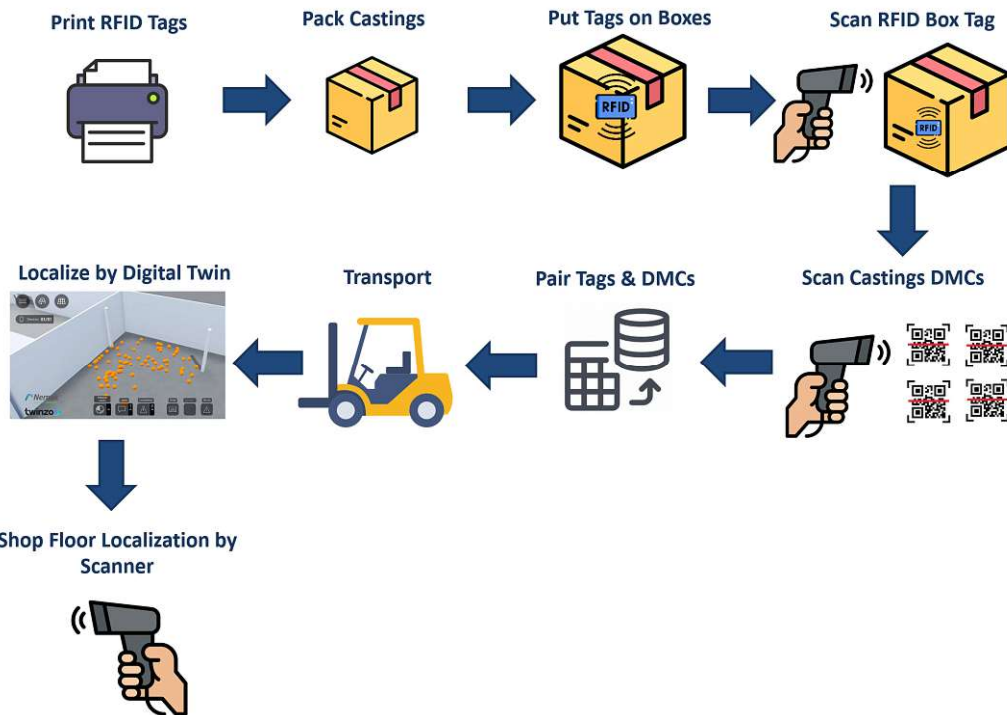 Print RFID Tags
Pack Castings
Put Tags on Boxes
Scan RFID Box Tag
RFID
RFID
Localize by Digital Twin
Transport
Pair Tags & DMCs
Scan Castings DMCs
twinzo
Shop Floor Localization by
Scanner